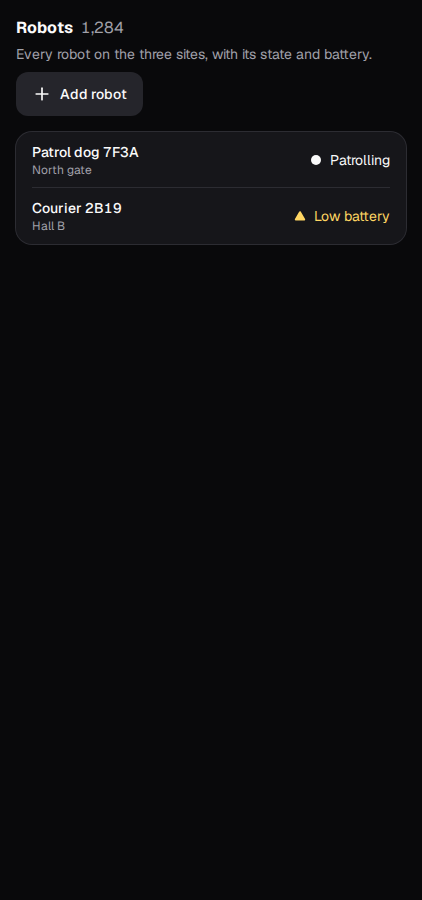 Robots 1,284
Every robot on the three sites, with its state and battery.
Add robot
Patrol dog 7F3A
Patrolling
North gate
Courier 2B19
Low battery
Hall B